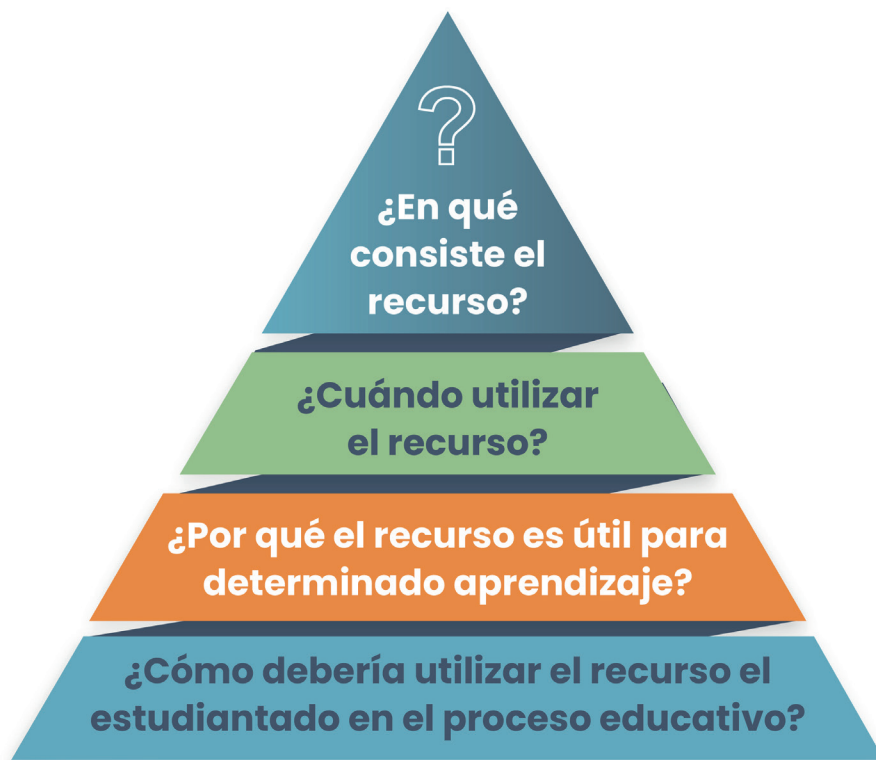 ?
¿En qué
consiste el
recurso?
¿Cuándo utilizar
el recurso?
¿Por qué el recurso es útil para
determinado aprendizaje?
¿Cómo debería utilizar el recurso el
estudiantado en el proceso educativo?